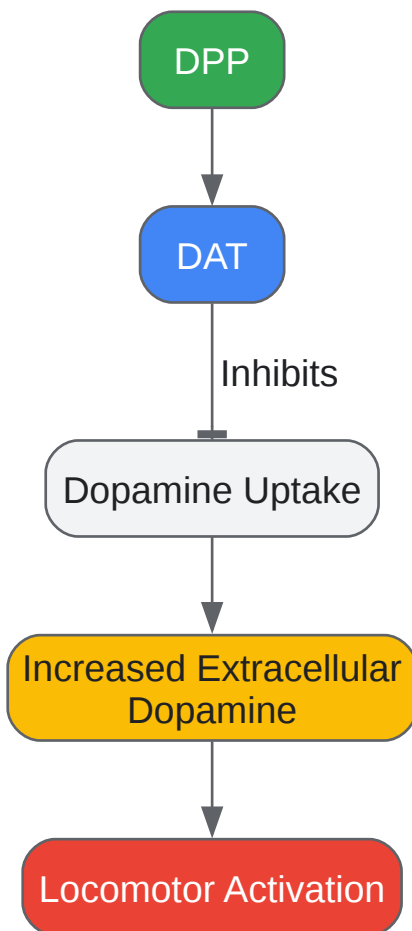 DPP
DAT
Inhibits
Dopamine Uptake
Increased Extracellular
Dopamine
Locomotor Activation